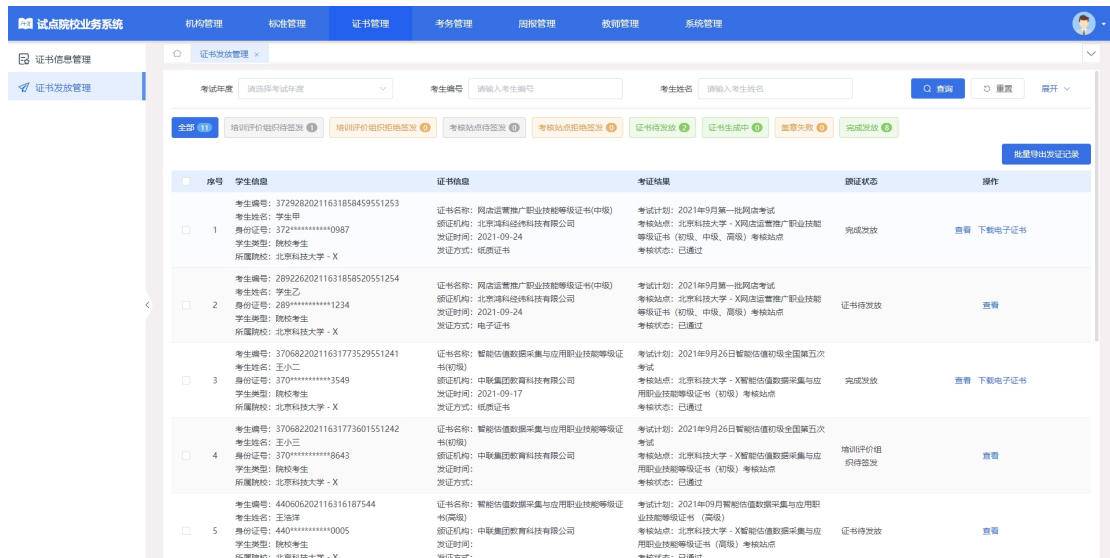 试点院校业务系统
机构管理 标准管理 证书管理 考务管理 周报管理 教师管理 系统管理
证书信息管理
证书发放管理
证书发放管理 ×
考试年度 请选择考试年度 考生编号 请输入考生编号 考生姓名 请输入考生姓名 查询 重置 展开
全部 11 培训评价组织待签发 1 培训评价组织拒绝签发 0 考核站点待签发 0 考核站点拒绝签发 0 证书待发放 2 证书生成中 0 盖章失败 0 完成发放 8
批量导出发证记录
序号 学生信息 证书信息 考证结果 颁证状态 操作
1
考生编号：37292820211631858459551253
考生姓名：学生甲
身份证号：372***********0987
学生类型：院校考生
所属院校：北京科技大学 - X
证书名称：网店运营推广职业技能等级证书(中级)
颁证机构：北京鸿科经纬科技有限公司
发证时间：2021-09-24
发证方式：纸质证书
考试计划：2021年9月第一批网店考试
考核站点：北京科技大学 - X网店运营推广职业技能
等级证书（初级、中级、高级）考核站点
考核状态：已通过
完成发放
查看 下载电子证书
2
考生编号：28922620211631858520551254
考生姓名：学生乙
身份证号：289***********1234
学生类型：院校考生
所属院校：北京科技大学 - X
证书名称：网店运营推广职业技能等级证书(中级)
颁证机构：北京鸿科经纬科技有限公司
发证时间：2021-09-24
发证方式：电子证书
考试计划：2021年9月第一批网店考试
考核站点：北京科技大学 - X网店运营推广职业技能
等级证书（初级、中级、高级）考核站点
考核状态：已通过
证书待发放
查看
3
考生编号：37068220211631773529551241
考生姓名：王小二
身份证号：370***********3549
学生类型：院校考生
所属院校：北京科技大学 - X
证书名称：智能估值数据采集与应用职业技能等级证
书(初级)
颁证机构：中联集团教育科技有限公司
发证时间：2021-09-17
发证方式：纸质证书
考试计划：2021年9月26日智能估值初级全国第五次
考试
考核站点：北京科技大学 - X智能估值数据采集与应
用职业技能等级证书（初级）考核站点
考核状态：已通过
完成发放
查看 下载电子证书
4
考生编号：37068220211631773601551242
考生姓名：王小三
身份证号：370***********8643
学生类型：院校考生
所属院校：北京科技大学 - X
证书名称：智能估值数据采集与应用职业技能等级证
书(初级)
颁证机构：中联集团教育科技有限公司
发证时间：
发证方式：
考试计划：2021年9月26日智能估值初级全国第五次
考试
考核站点：北京科技大学 - X智能估值数据采集与应
用职业技能等级证书（初级）考核站点
考核状态：已通过
培训评价组
织待签发
查看
5
考生编号：440606202116316187544
考生姓名：王浩洋
身份证号：440***********0005
学生类型：院校考生
所属院校：北京科技大学 - X
证书名称：智能估值数据采集与应用职业技能等级证
书(高级)
颁证机构：中联集团教育科技有限公司
发证时间：
发证方式：
考试计划：2021年09月智能估值数据采集与应用职
业技能等级证书 （高级）
考核站点：北京科技大学 - X智能估值数据采集与应
用职业技能等级证书（高级）考核站点
考核状态：已通过
证书待发放
查看